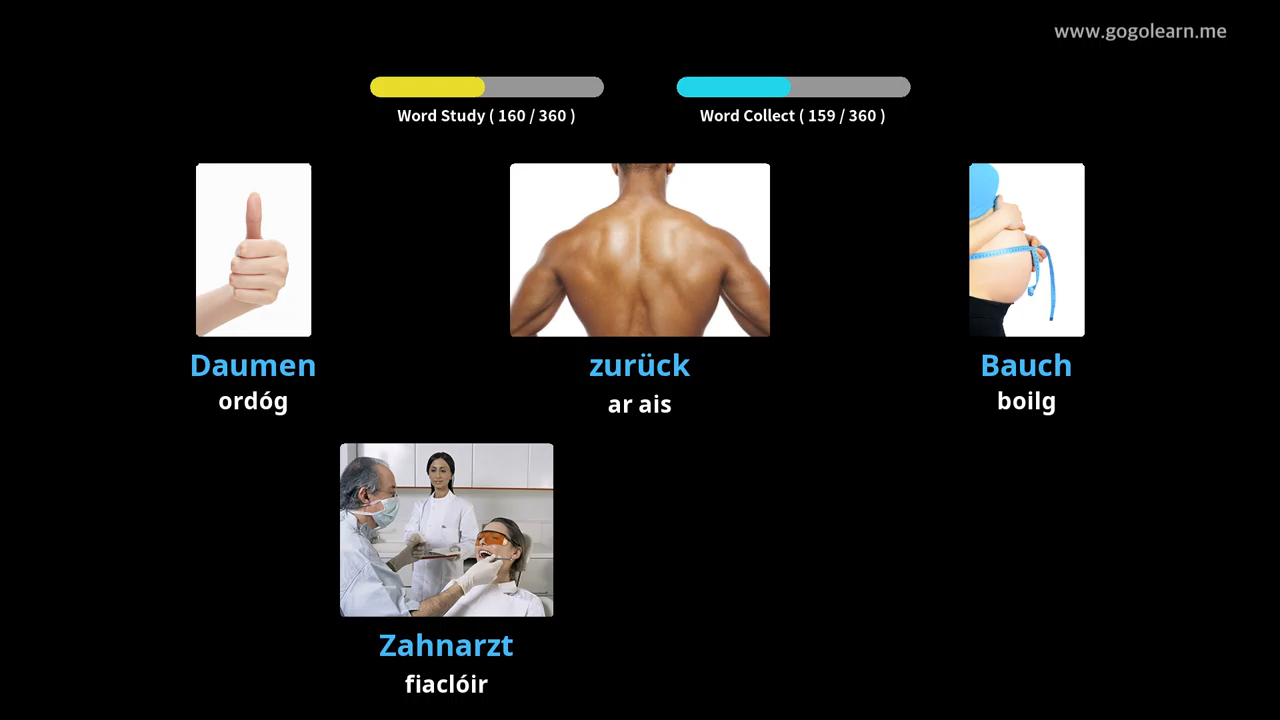 www.gogolearn.me
Word Study ( 160 / 360 )
Word Collect ( 159 / 360 )
Daumen
ordóg
zurück
ar ais
Bauch
boilg
Zahnarzt
fiaclóir